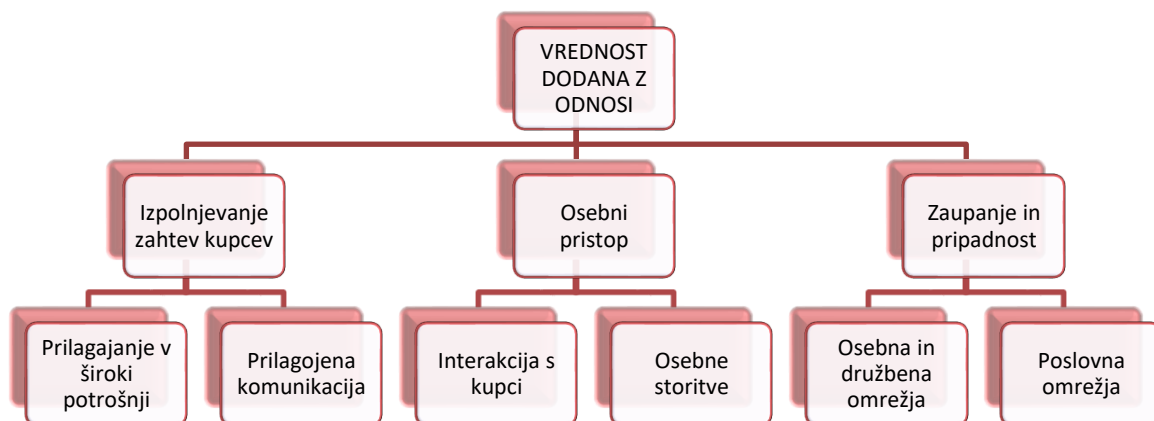 VREDNOST
DODANA Z
ODNOSI
Izpolnjevanje
zahtev kupcev
Osebni
pristop
Zaupanje in
pripadnost
Prilagajanje v
široki
potrošnji
Prilagojena
komunikacija
Interakcija s
kupci
Osebne
storitve
Osebna in
družbena
omrežja
Poslovna
omrežja